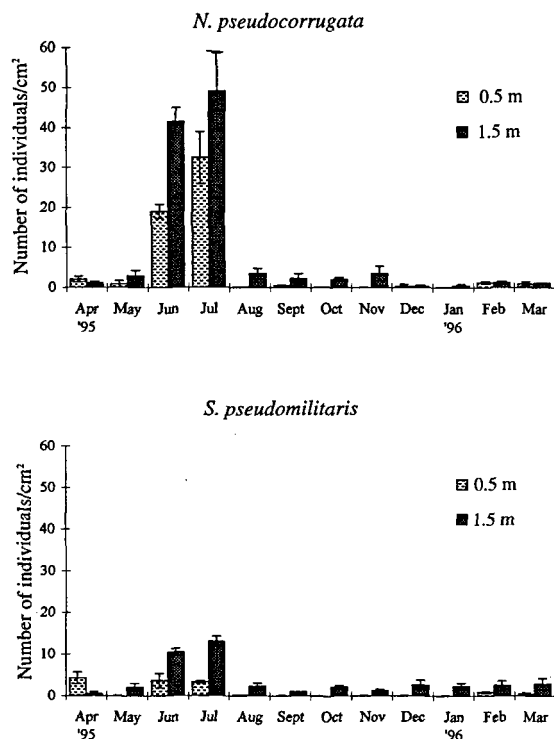 N. pseudocorrugata
Number of individuals/cm²
60
50
40
30
20
10
0
0.5 m
1.5 m
Apr May Jun Jul Aug Sept Oct Nov Dec Jan Feb Mar
'95 '96
S. pseudomilitaris
Number of individuals/cm²
60
50
40
30
20
10
0
0.5 m
1.5 m
Apr May Jun Jul Aug Sept Oct Nov Dec Jan Feb Mar
'95 '96